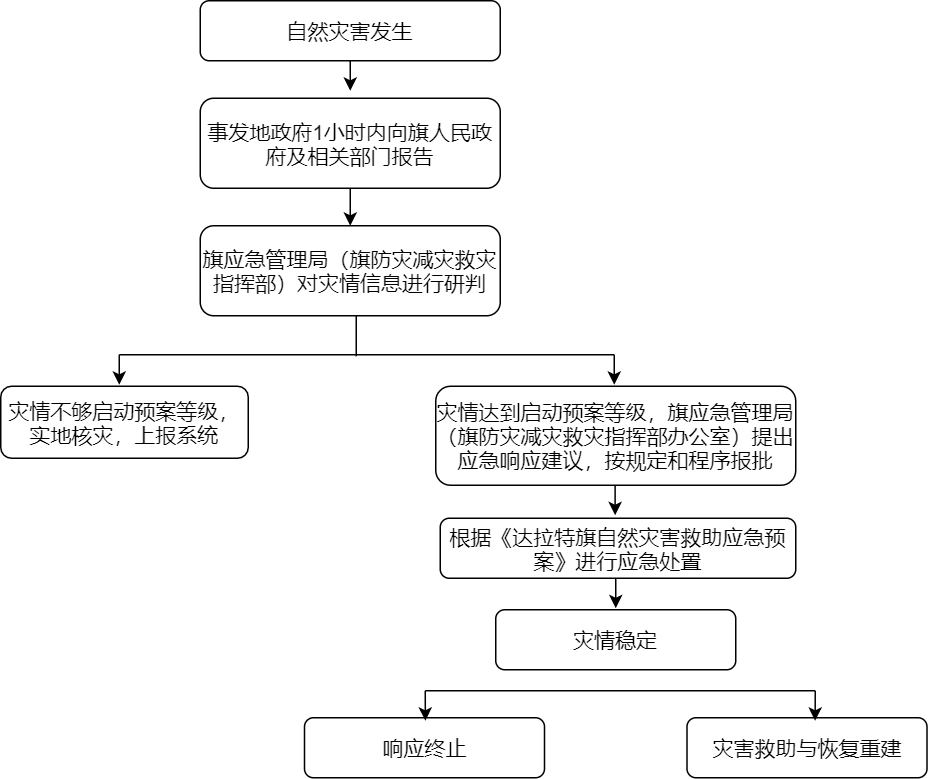 自然灾害发生
事发地政府1小时内向旗人民政
府及相关部门报告
旗应急管理局（旗防灾减灾救灾
指挥部）对灾情信息进行研判
灾情不够启动预案等级，
实地核灾，上报系统
灾情达到启动预案等级，旗应急管理局
（旗防灾减灾救灾指挥部办公室）提出
应急响应建议，按规定和程序报批
根据《达拉特旗自然灾害救助应急预
案》进行应急处置
灾情稳定
响应终止
灾害救助与恢复重建